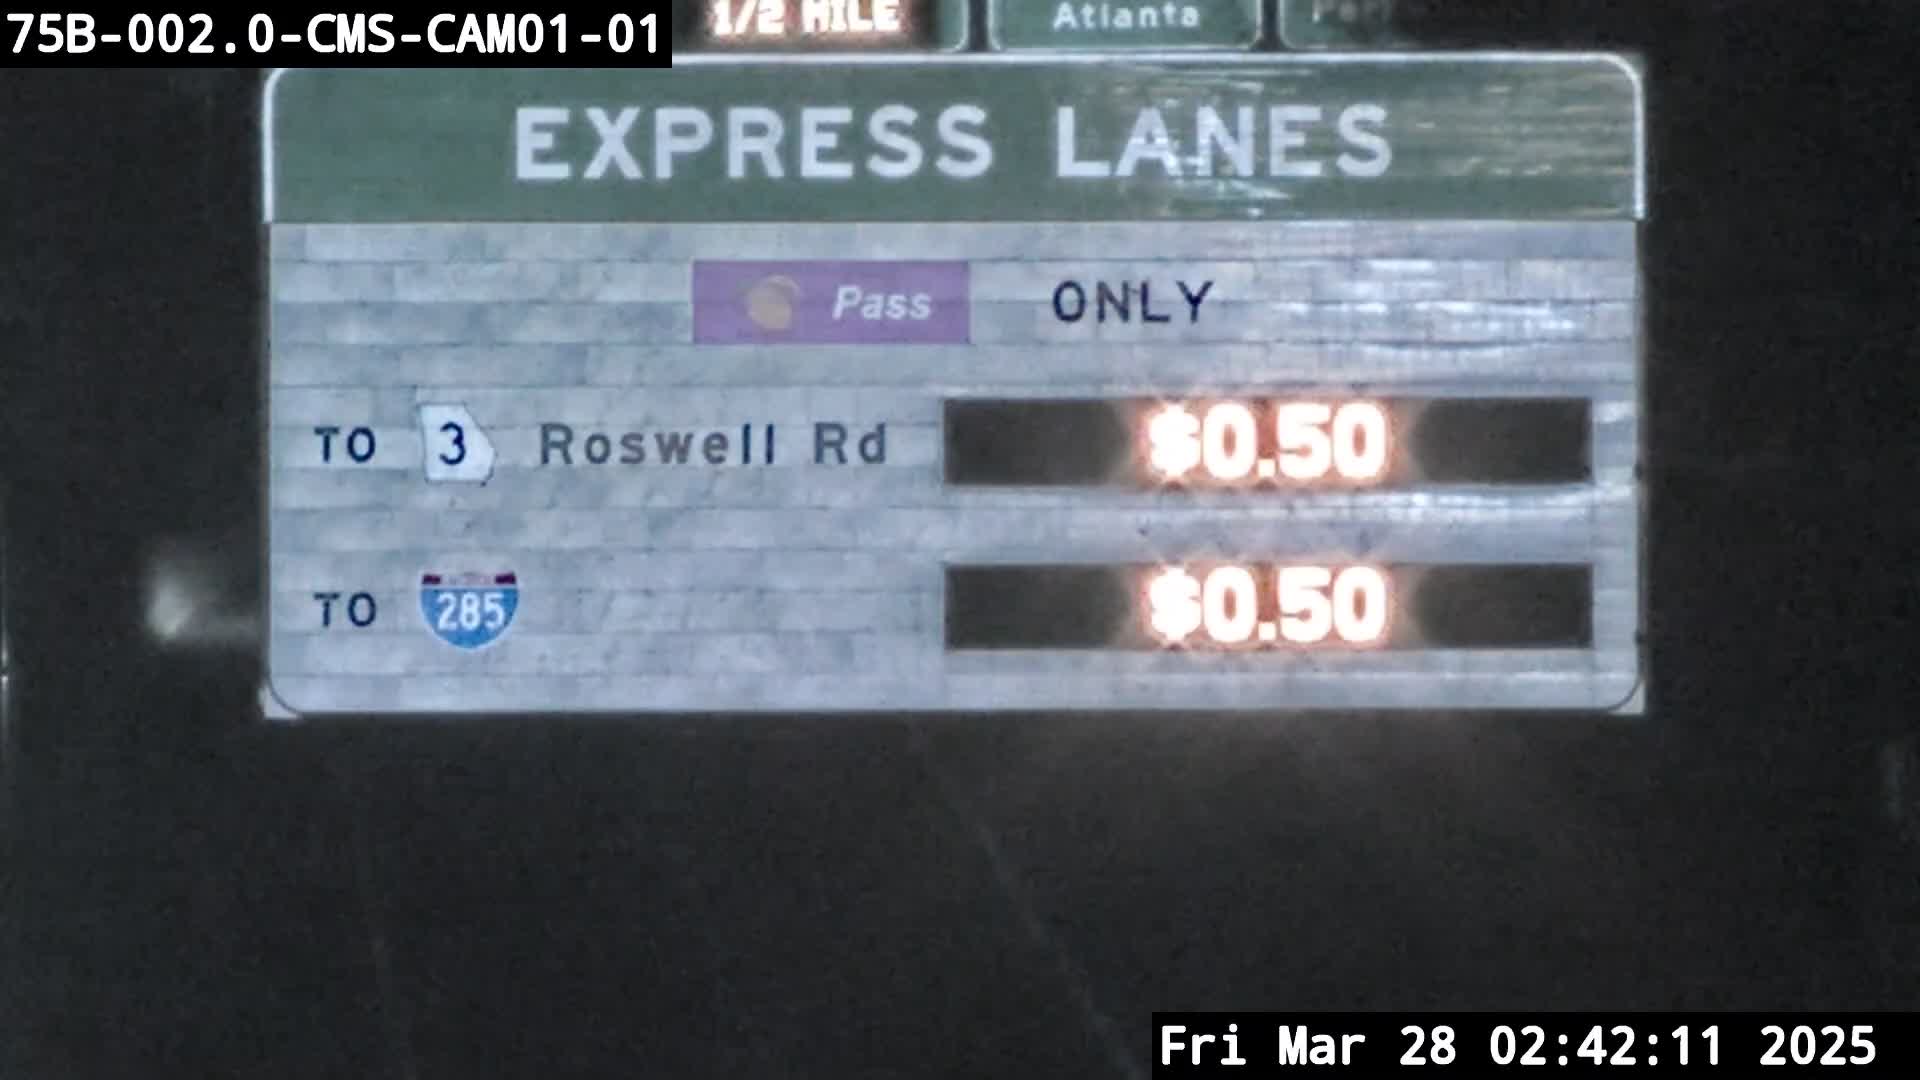 75B-002.0-CMS-CAM01-01
1/2 MILE
Atlanta
EXPRESS LANES
Pass ONLY
TO 3 Roswell Rd $0.50
TO 285 $0.50
Fri Mar 28 02:42:11 2025